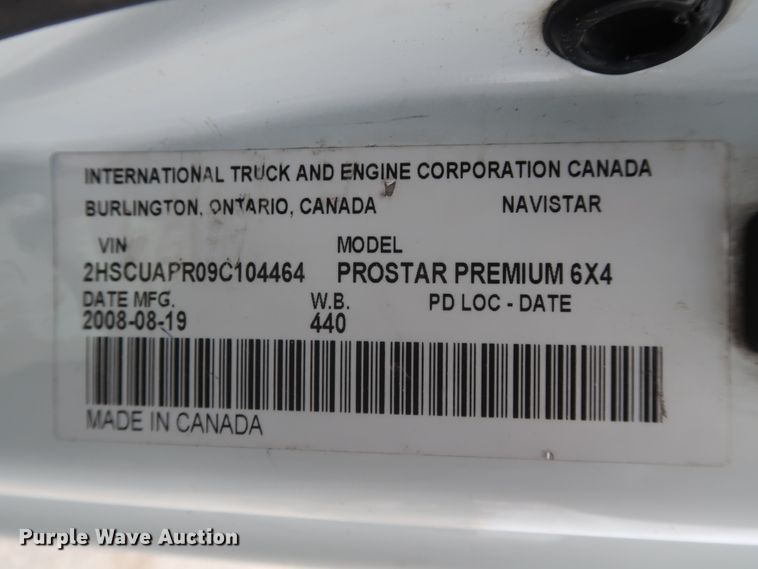 INTERNATIONAL TRUCK AND ENGINE CORPORATION CANADA
BURLINGTON, ONTARIO, CANADA NAVISTAR
VIN MODEL
2HSCUAPR09C104464 PROSTAR PREMIUM 6X4
DATE MFG. W.B. PD LOC - DATE
2008-08-19 440
MADE IN CANADA
Purple Wave Auction